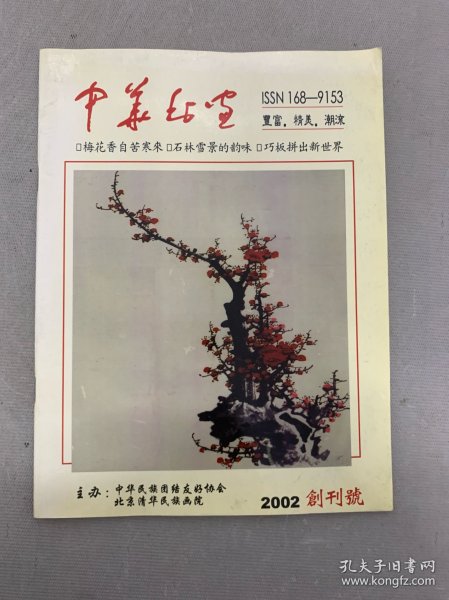 中华
ISSN 168—9153
豐富.精美.潮流
□梅花香自苦寒來 □石林雪景的韵味 □巧板拼出新世界
主办：中华民族团结友好协会
北京清华民族画院
2002 創刊號
孔夫子旧书网
www.kongfz.com